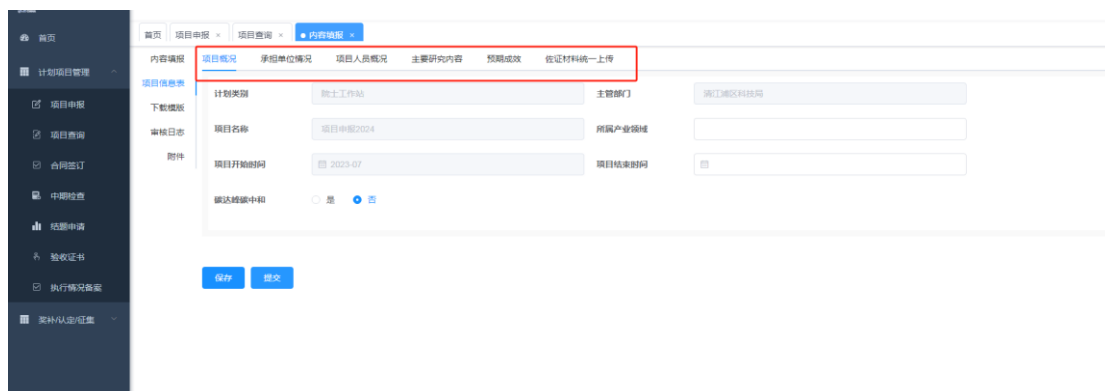 首页
计划项目管理
项目申报
项目查询
合同签订
中期检查
结题申请
验收证书
执行情况备案
奖补/认定/征集
首页 项目申报 × 项目查询 × 内容填报 ×
内容填报
项目信息表
下载模版
审核日志
附件
项目概况 承担单位情况 项目人员概况 主要研究内容 预期成效 佐证材料统一上传
计划类别 院士工作站 主管部门 清江浦区科技局
项目名称 项目申报2024 所属产业领域
项目开始时间 2023-07 项目结束时间
碳达峰碳中和 是 否
保存 提交